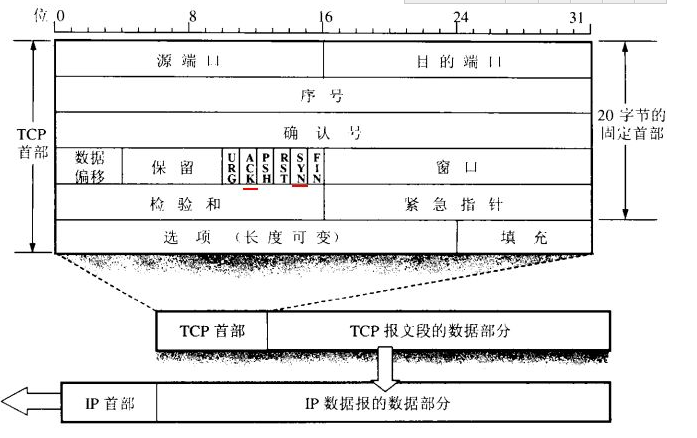 位 0 8 16 24 31
源端口 目的端口
序号
TCP 首部
确认号
20 字节的固定首部
数据偏移 保留 URG ACK PSH RST SYN FIN 窗口
检验和 紧急指针
选项 (长度可变) 填充
TCP 首部 TCP 报文段的数据部分
IP 首部 IP 数据报的数据部分